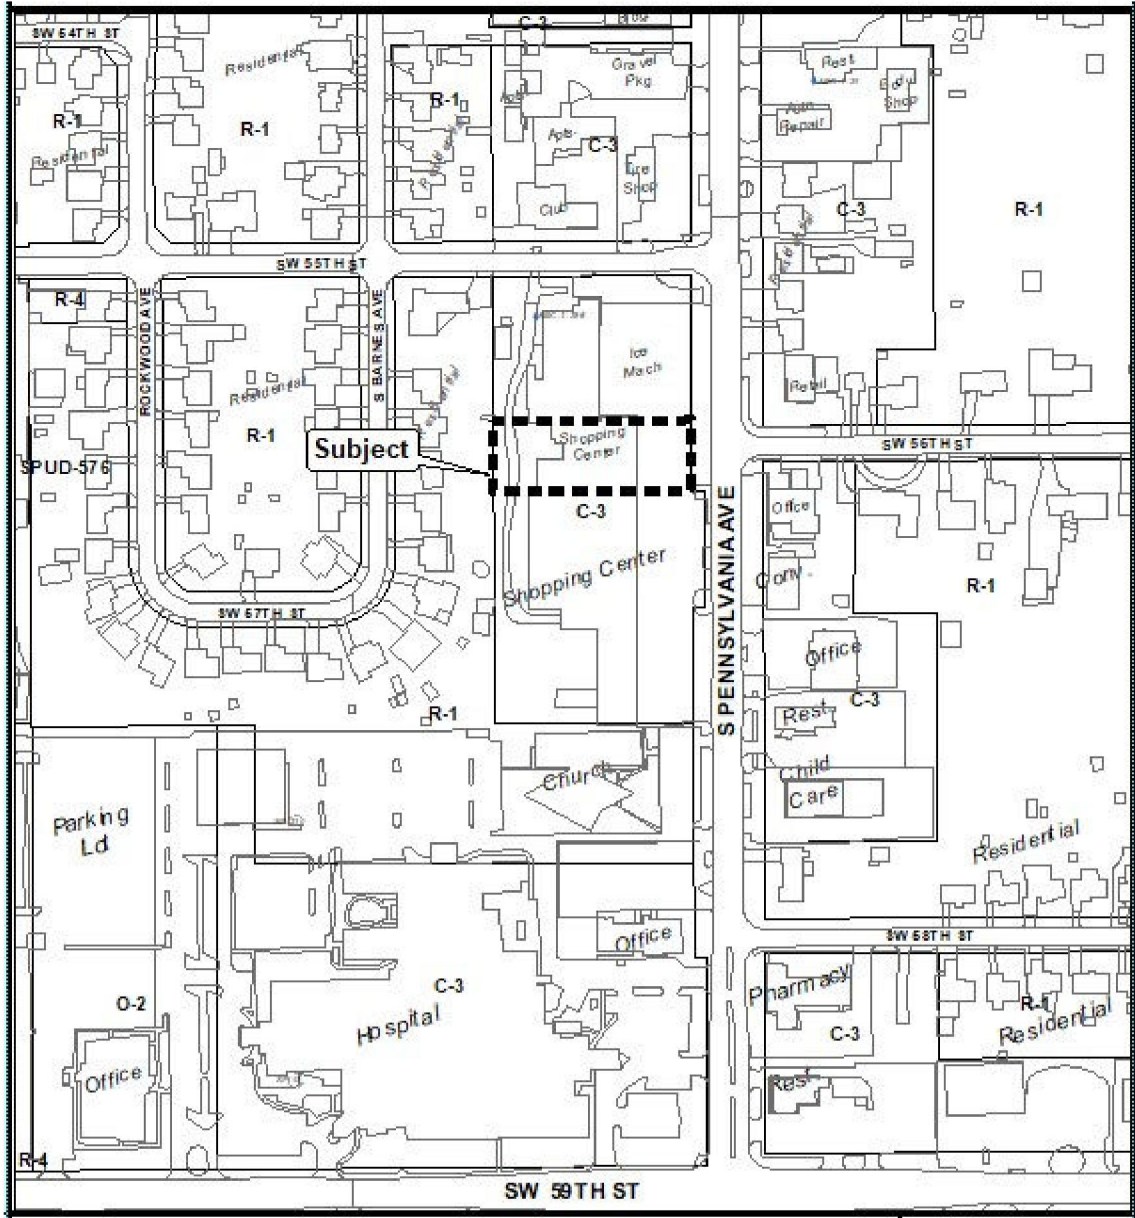 C-3
SW 54TH ST
Residential
Gravel
Pkg
Rest
Body
Shop
R-1
R-1
R-1
Auto
Repair
Apts.
C-3
Residential
Residential
Tire
Shop
Club
C-3
R-1
Residential
SW 55TH ST
R-4
ROCKWOOD AVE
S BARNES AVE
Ice
Mach
Residential
Residential
Retail
R-1
Subject
Shopping
Center
SW 56TH ST
SPUD-576
C-3
S PENNSYLVANIA AVE
Office
Shopping Center
Conv.
R-1
SW 57TH ST
Office
R-1
C-3
Rest.
Church
Child
Care
Parking
Lot
Residential
Office
SW 58TH ST
Pharmacy
C-3
O-2
Hospital
R-1
Residential
C-3
Office
Rest.
R-4
SW 59TH ST